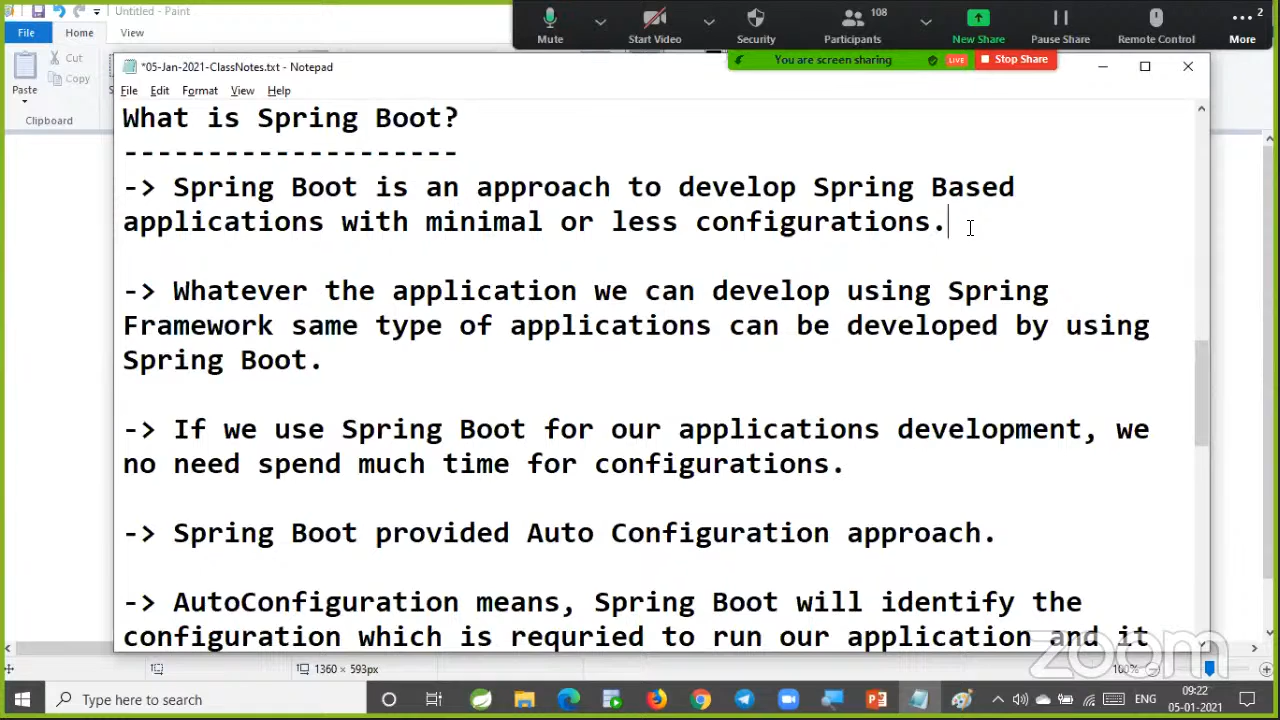 Untitled - Paint
File
Home
View
Cut
Copy
Paste
Clipboard
Mute
Start Video
Security
108
Participants
New Share
Pause Share
Remote Control
2
More
You are screen sharing
LIVE
Stop Share
*05-Jan-2021-ClassNotes.txt - Notepad
File Edit Format View Help
What is Spring Boot?
--------------------
-> Spring Boot is an approach to develop Spring Based
applications with minimal or less configurations.
-> Whatever the application we can develop using Spring
Framework same type of applications can be developed by using
Spring Boot.
-> If we use Spring Boot for our applications development, we
no need spend much time for configurations.
-> Spring Boot provided Auto Configuration approach.
-> AutoConfiguration means, Spring Boot will identify the
configuration which is requried to run our application and it
zoom
1360 × 593px
100%
Type here to search
ENG
09:22
05-01-2021